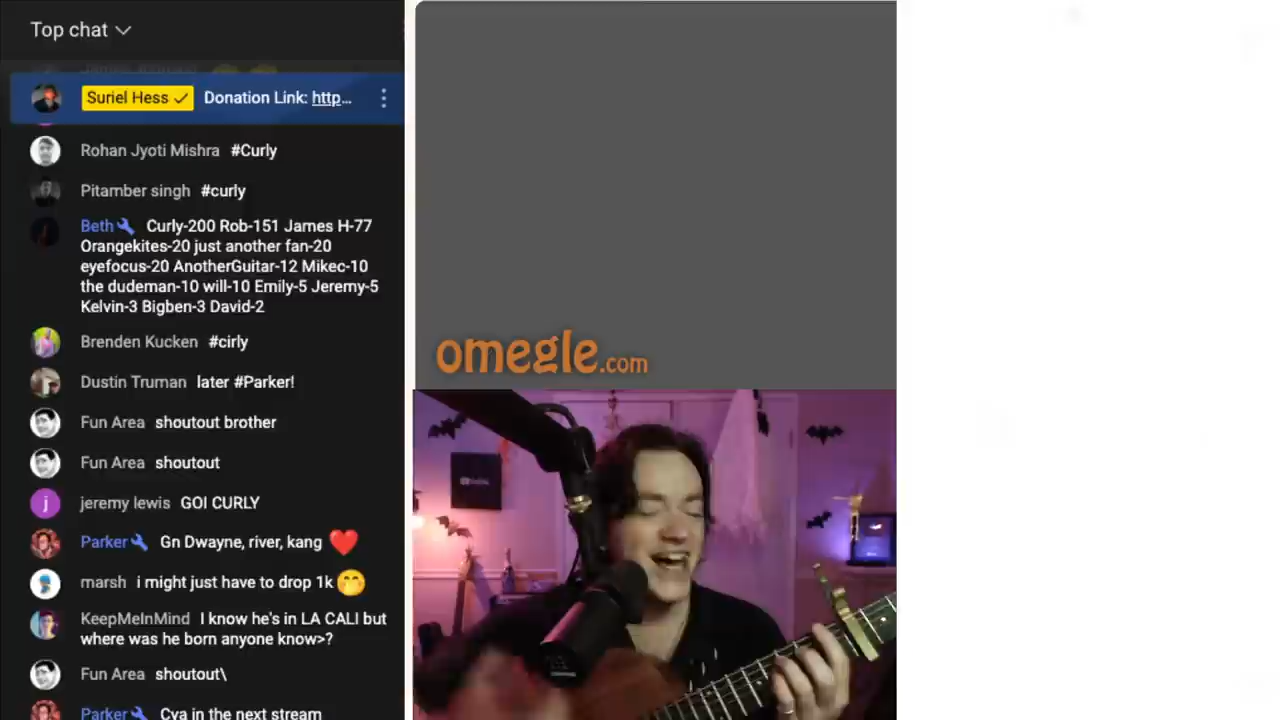 Top chat
Suriel Hess Donation Link: http...
Rohan Jyoti Mishra #Curly
Pitamber singh #curly
Beth Curly-200 Rob-151 James H-77
Orangekites-20 just another fan-20
eyefocus-20 AnotherGuitar-12 Mikec-10
the dudeman-10 will-10 Emily-5 Jeremy-5
Kelvin-3 Bigben-3 David-2
Brenden Kucken #cirly
Dustin Truman later #Parker!
Fun Area shoutout brother
Fun Area shoutout
j jeremy lewis GO! CURLY
Parker Gn Dwayne, river, kang ❤️
marsh i might just have to drop 1k 🤭
KeepMeInMind I know he's in LA CALI but
where was he born anyone know>?
Fun Area shoutout\
Parker Cya in the next stream
omegle.com